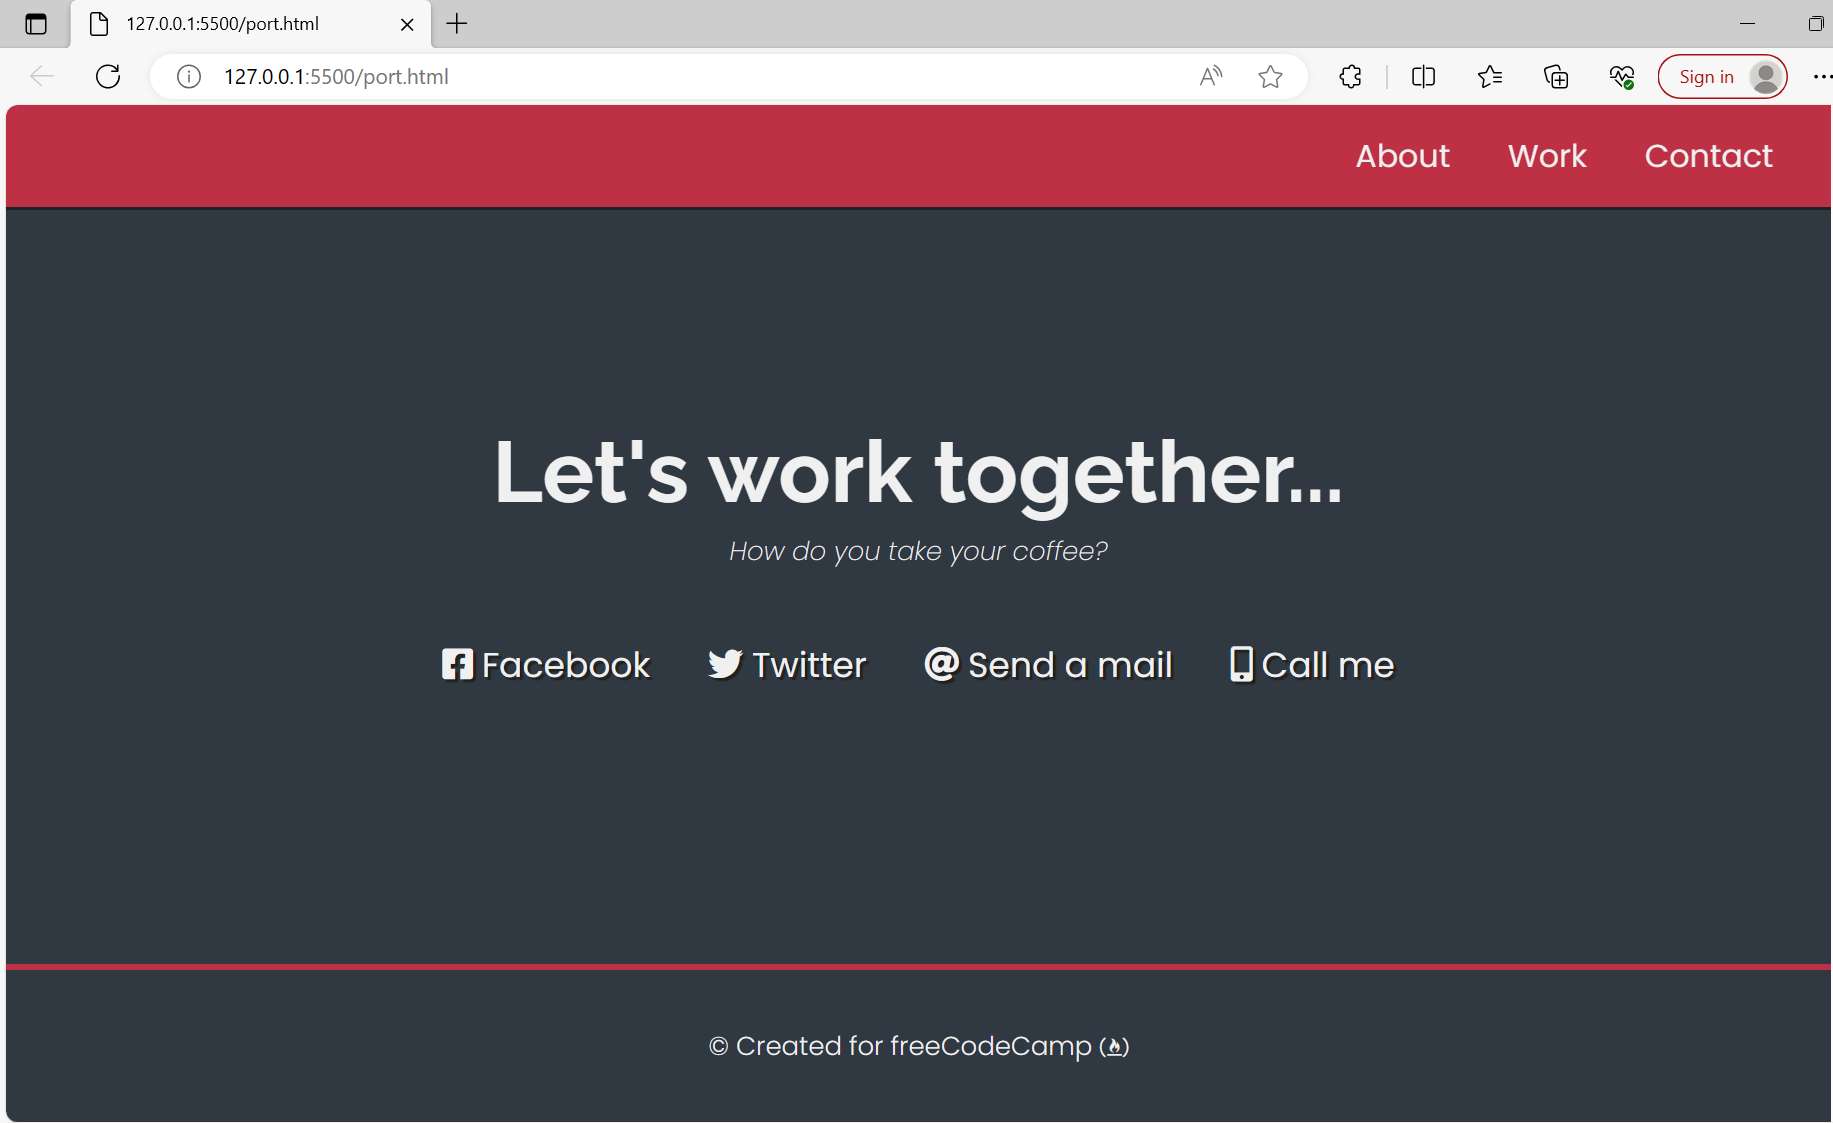 127.0.0.1:5500/port.html
127.0.0.1:5500/port.html
Sign in
About Work Contact
Let's work together...
How do you take your coffee?
Facebook Twitter Send a mail Call me
© Created for freeCodeCamp